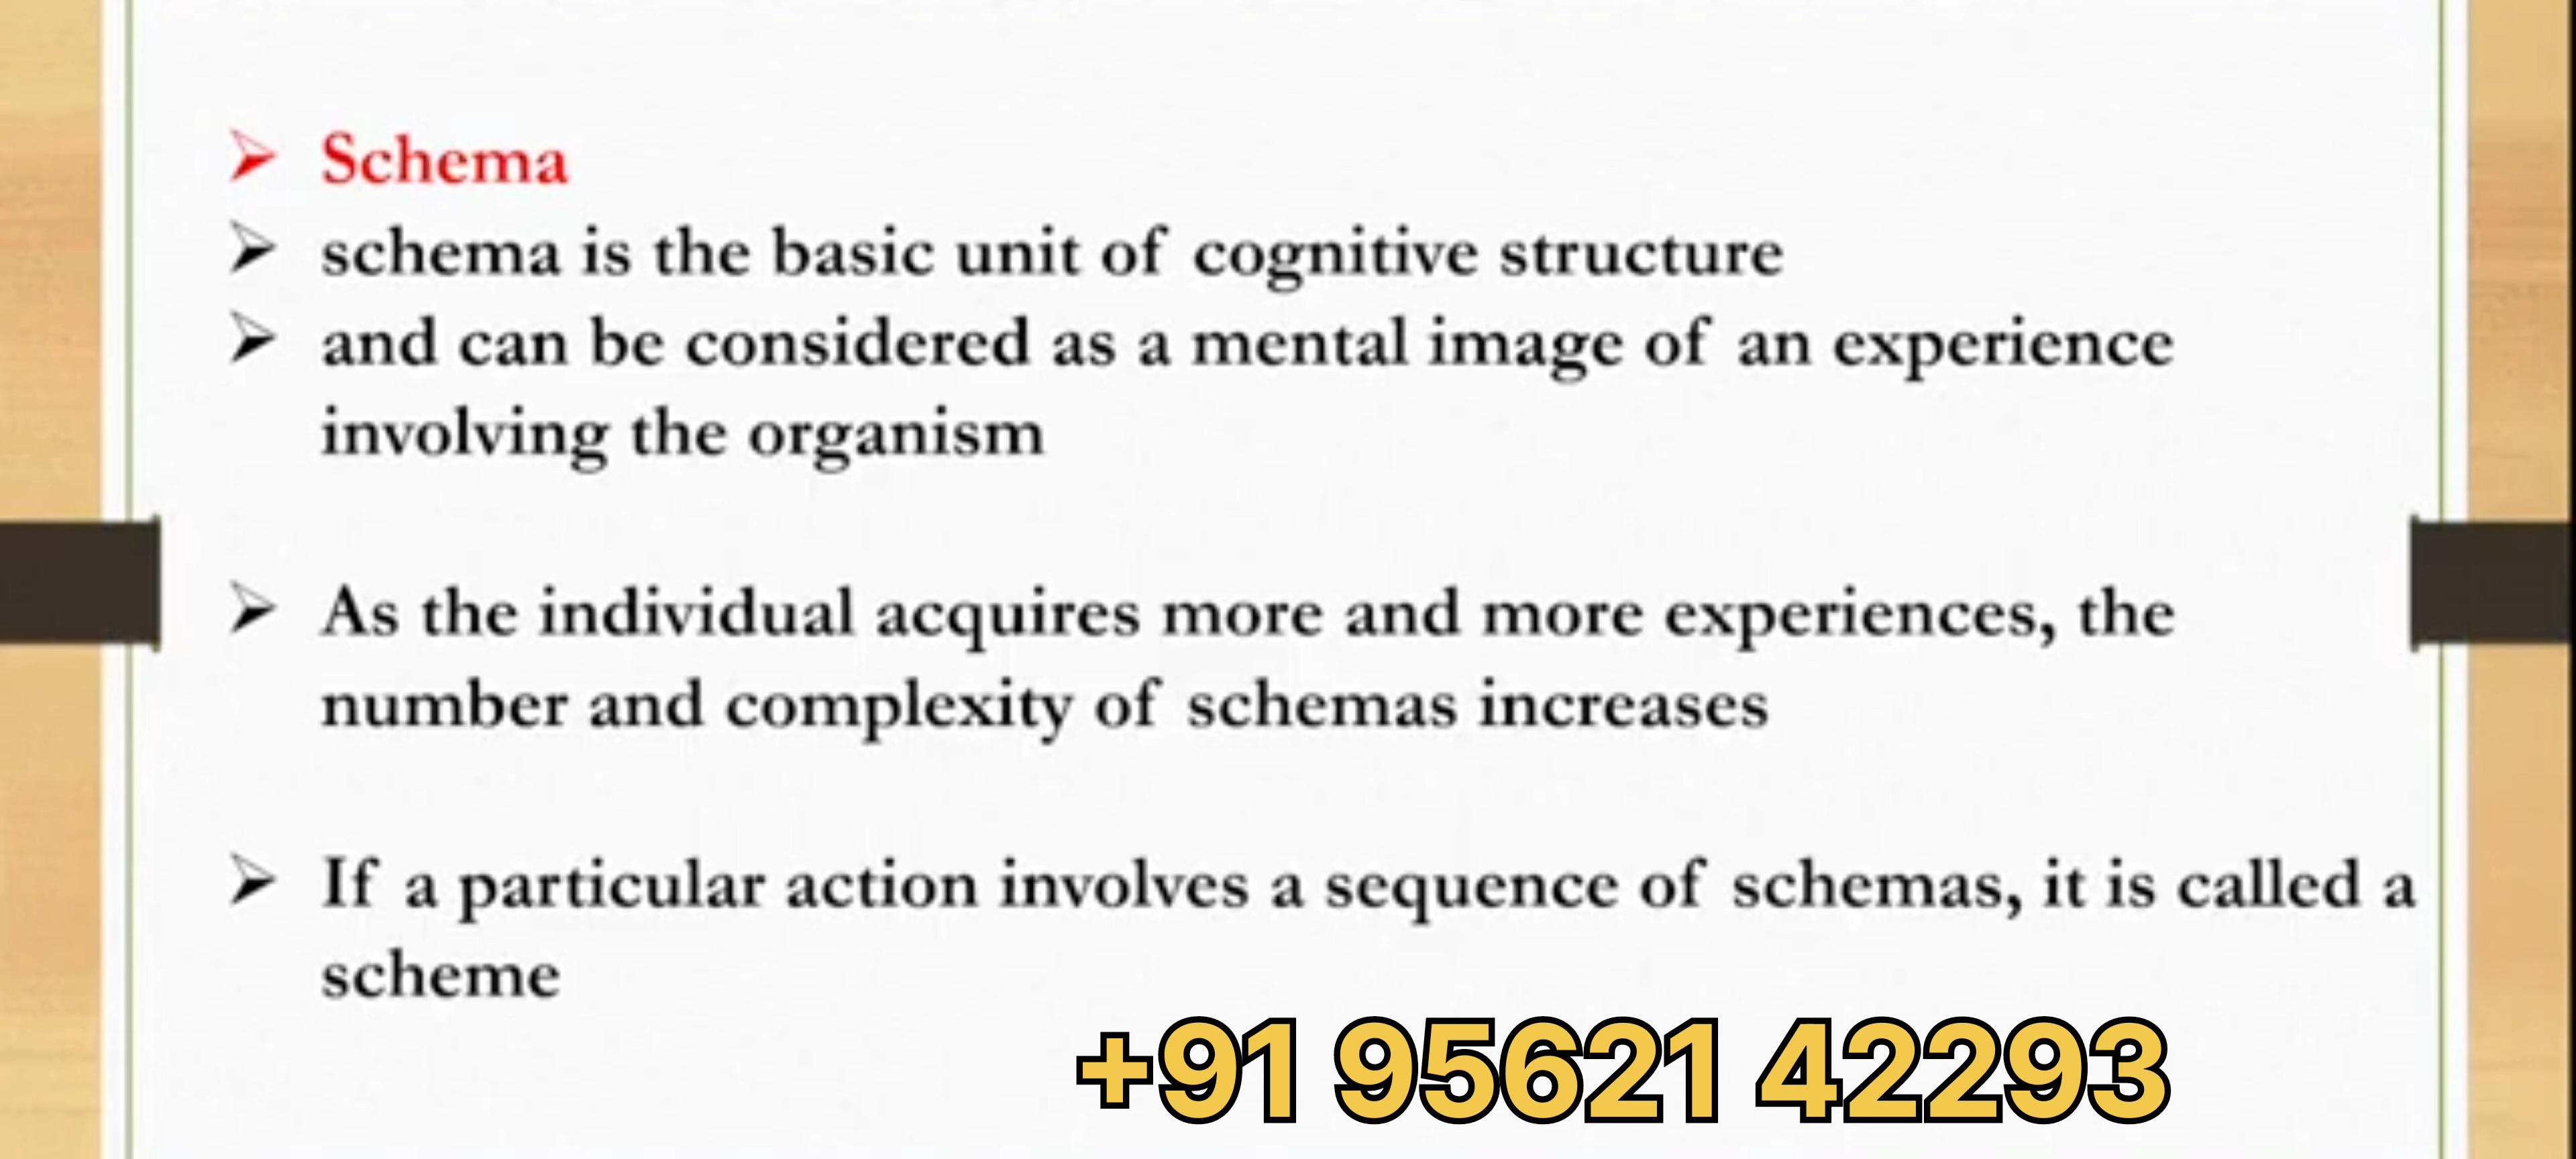 ➢ Schema
➢ schema is the basic unit of cognitive structure
➢ and can be considered as a mental image of an experience
involving the organism
➢ As the individual acquires more and more experiences, the
number and complexity of schemas increases
➢ If a particular action involves a sequence of schemas, it is called a
scheme
+91 95621 42293